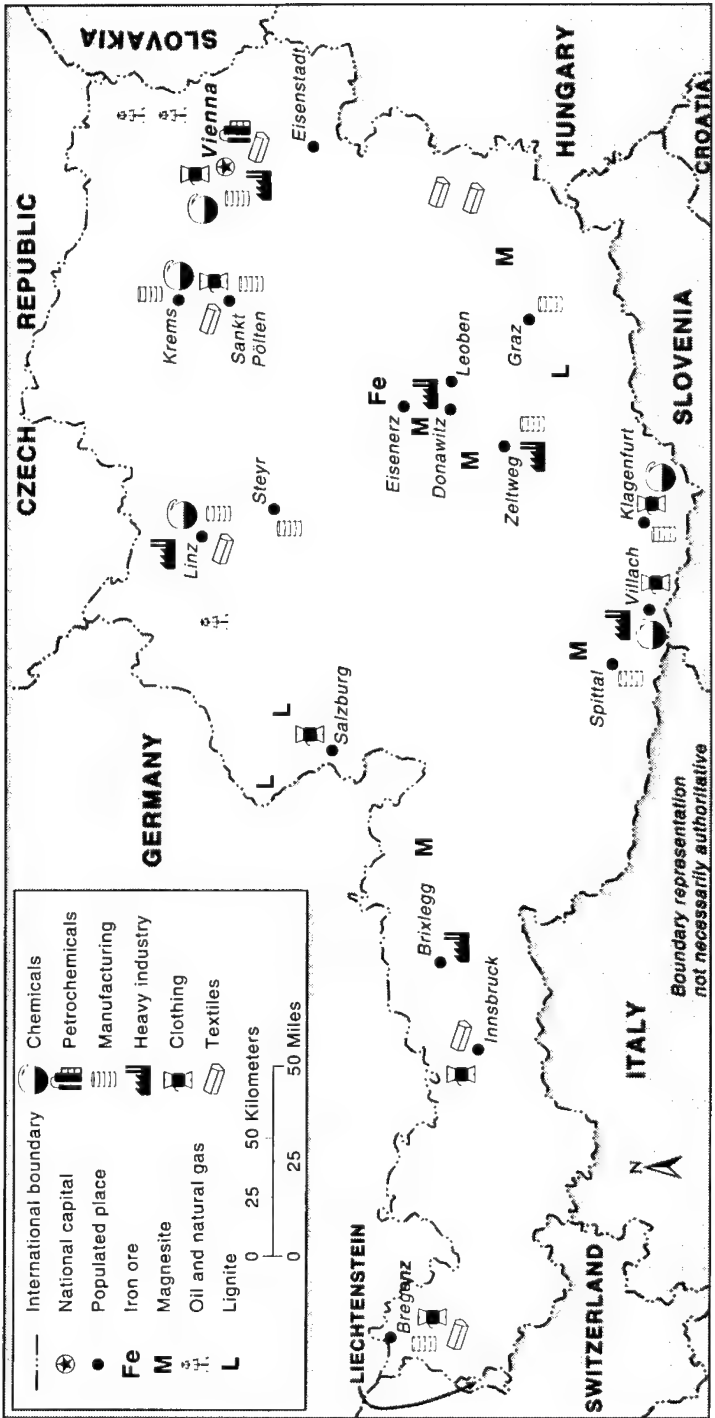 International boundary
National capital
Populated place
Fe Iron ore
M Magnesite
Oil and natural gas
L Lignite
Chemicals
Petrochemicals
Manufacturing
Heavy industry
Clothing
Textiles
0 25 50 Kilometers
0 25 50 Miles
CZECH REPUBLIC
SLOVAKIA
GERMANY
Krems
Vienna
Linz
Sankt
Pölten
Steyr
Eisenstadt
L
L
Salzburg
Eisenerz
Fe
M
Donawitz
Leoben
M
M
HUNGARY
LIECHTENSTEIN
Bregenz
Brixlegg
M
Innsbruck
Zeltweg
Graz
L
M
Spittal
Villach
Klagenfurt
SWITZERLAND
N
ITALY
SLOVENIA
CROATIA
Boundary representation
not necessarily authoritative